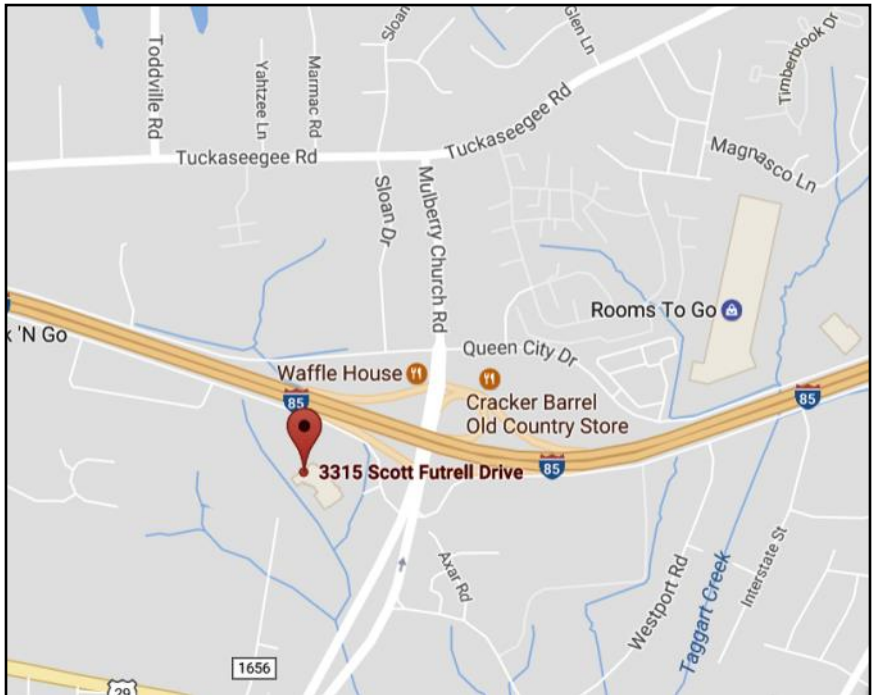 Sloan
Glen Ln
Timberbrook Dr
Toddville Rd
Yahtzee Ln
Marmac Rd
Tuckaseegee Rd
Tuckaseegee Rd
Magnasco Ln
Sloan Dr
Mulberry Church Rd
Rooms To Go
'N Go
Queen City Dr
Waffle House
85
Cracker Barrel
Old Country Store
85
85
3315 Scott Futrell Drive
Axar Rd
Westport Rd
Taggart Creek
Interstate St
1656
29